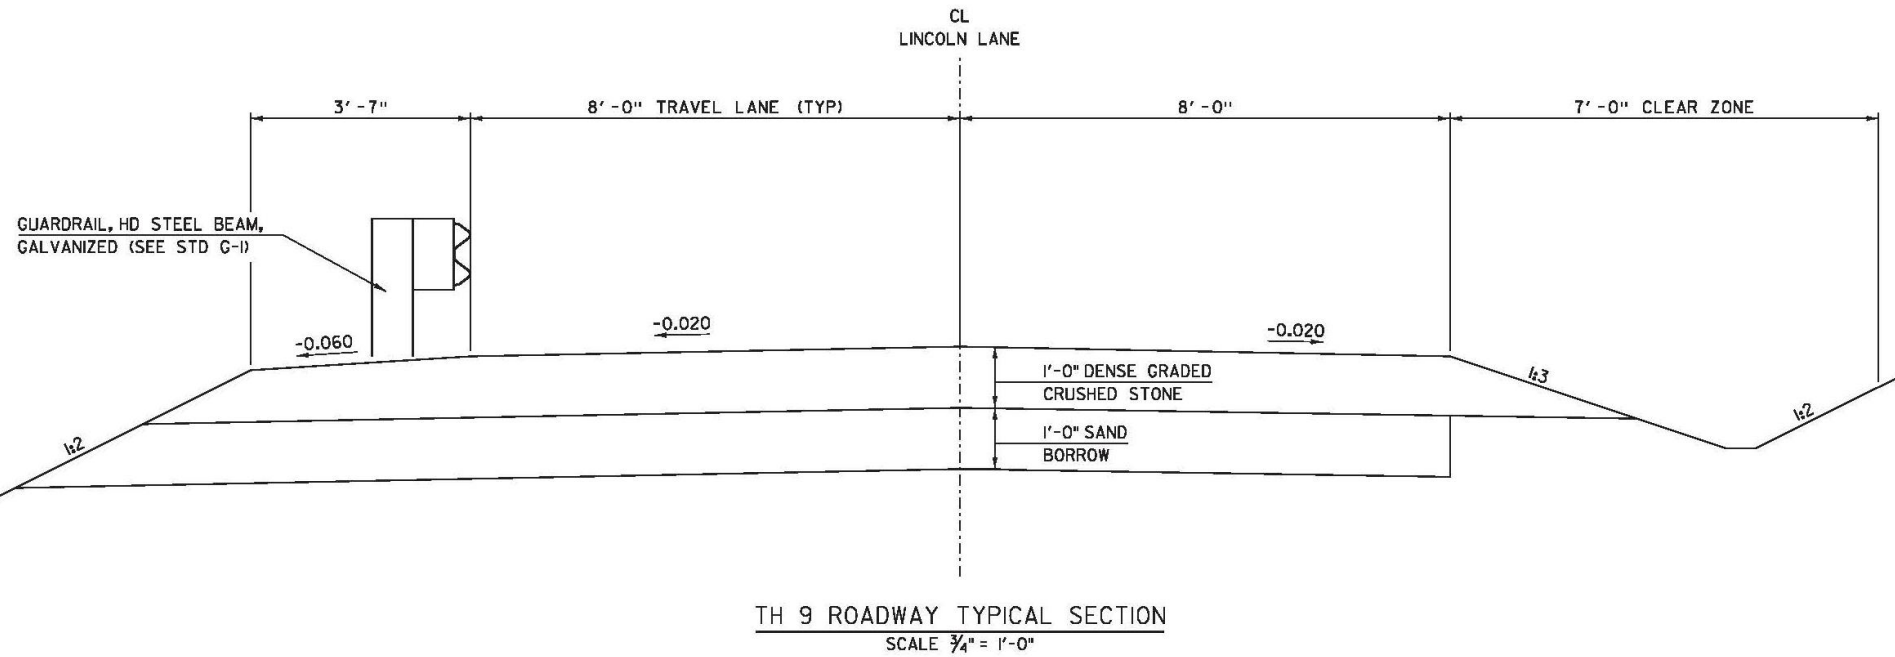 CL
LINCOLN LANE
3'-7"
8'-0" TRAVEL LANE (TYP)
8'-0"
7'-0" CLEAR ZONE
GUARDRAIL, HD STEEL BEAM,
GALVANIZED (SEE STD G-1)
-0.060
-0.020
-0.020
1'-0" DENSE GRADED
CRUSHED STONE
1:3
1:2
1:2
1'-0" SAND
BORROW
TH 9 ROADWAY TYPICAL SECTION
SCALE ¾" = 1'-0"